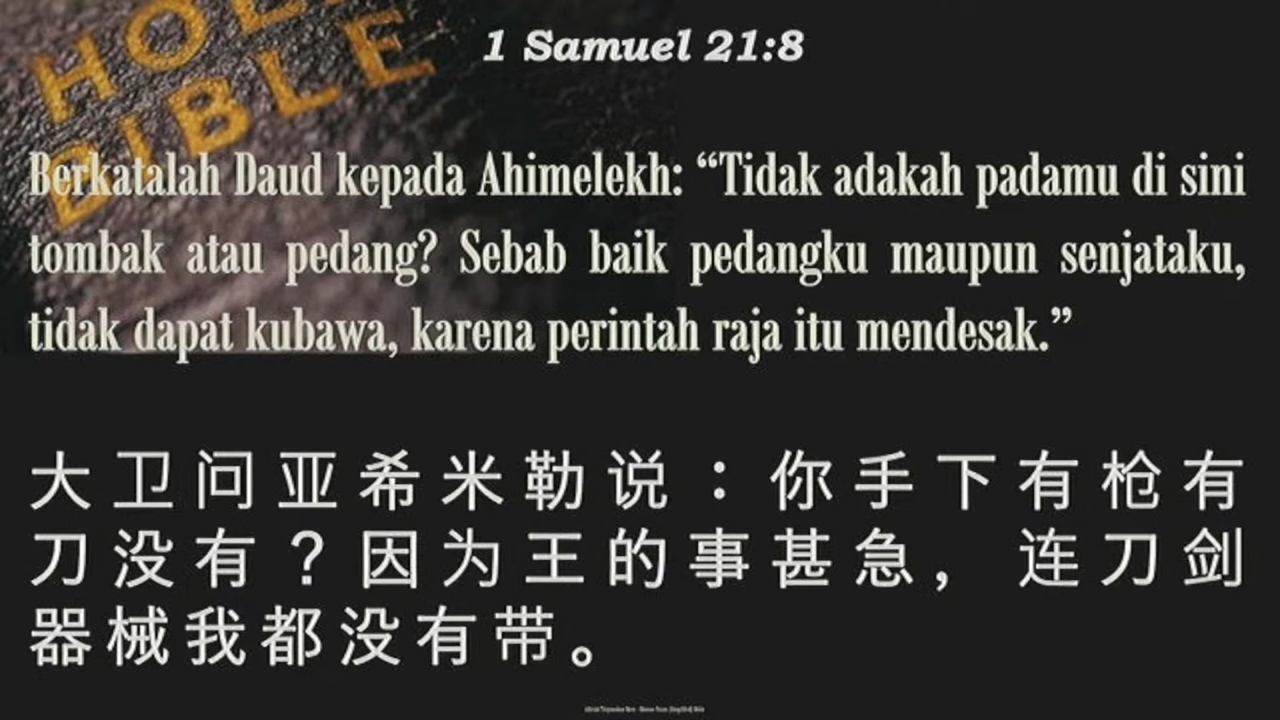 HOL
BIBLE
1 Samuel 21:8
Berkatalah Daud kepada Ahimelekh: “Tidak adakah padamu di sini
tombak atau pedang? Sebab baik pedangku maupun senjataku,
tidak dapat kubawa, karena perintah raja itu mendesak.”
大卫问亚希米勒说：你手下有枪有
刀没有？因为王的事甚急，连刀剑
器械我都没有带。